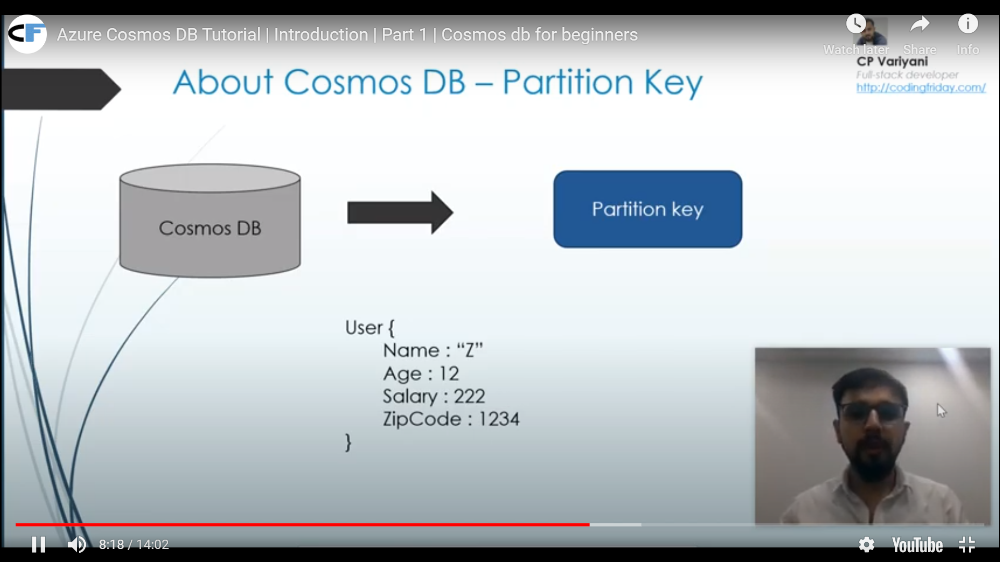 CF Azure Cosmos DB Tutorial | Introduction | Part 1 | Cosmos db for beginners
Watch later Share Info
CP Variyani
Full-stack developer
http://codingfriday.com/
About Cosmos DB – Partition Key
Cosmos DB
Partition key
User {
Name : “Z”
Age : 12
Salary : 222
ZipCode : 1234
}
8:18 / 14:02
YouTube